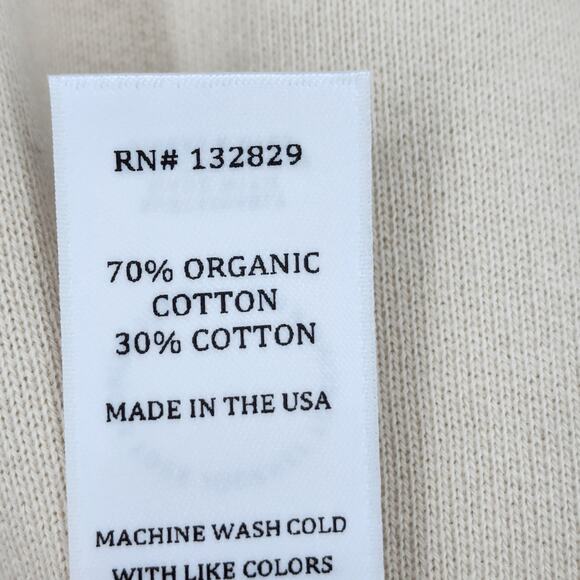 RN# 132829
70% ORGANIC
COTTON
30% COTTON
MADE IN THE USA
MACHINE WASH COLD
WITH LIKE COLORS